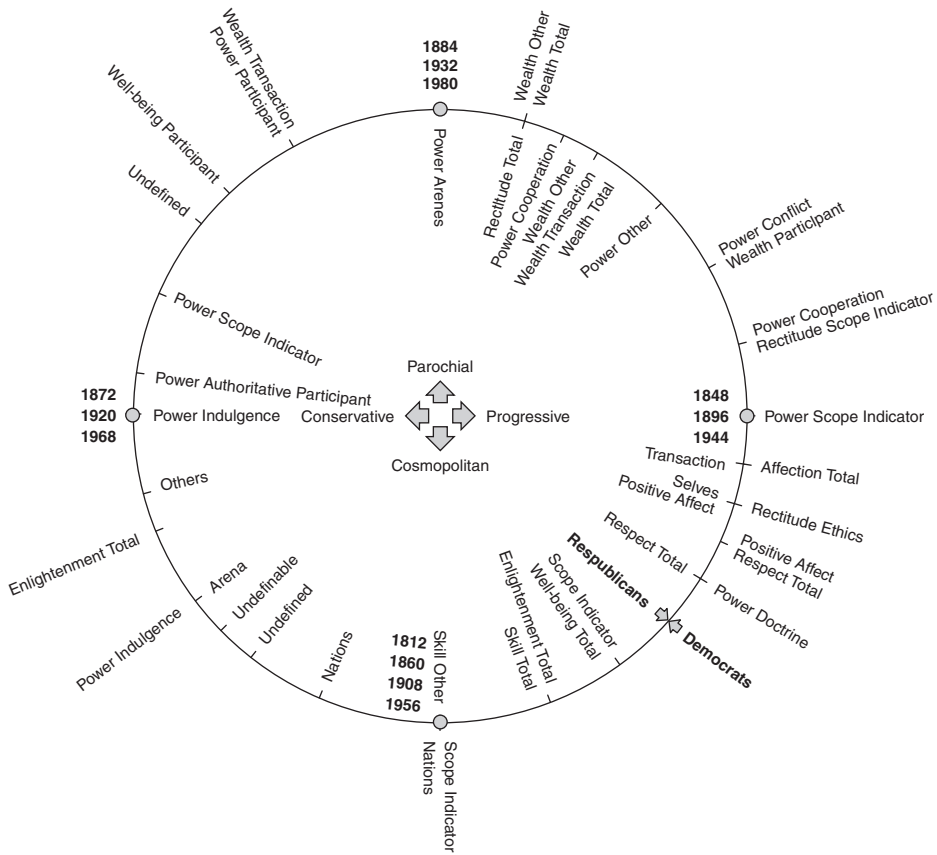 Wealth Transaction
Power Participant
Well-being Participant
Undefined
1884
1932
1980
Power Arenes
Wealth Other
Wealth Total
Rectitude Total
Power Cooperation
Wealth Other
Wealth Transaction
Wealth Total
Power Other
Power Conflict
Wealth Participant
Power Cooperation
Rectitude Scope Indicator
Power Scope Indicator
Power Authoritative Participant
1872
1920
1968
Power Indulgence
Parochial
Conservative
Progressive
Cosmopolitan
1848
1896
1944
Power Scope Indicator
Transaction
Affection Total
Selves
Positive Affect
Rectitude Ethics
Respect Total
Positive Affect
Respect Total
Power Doctrine
Respublicans
Democrats
Scope Indicator
Well-being Total
Enlightenment Total
Skill Total
Others
Enlightenment Total
Arena
Power Indulgence
Undefinable
Undefined
Nations
1812
1860
1908
1956
Skill Other
Scope Indicator
Nations